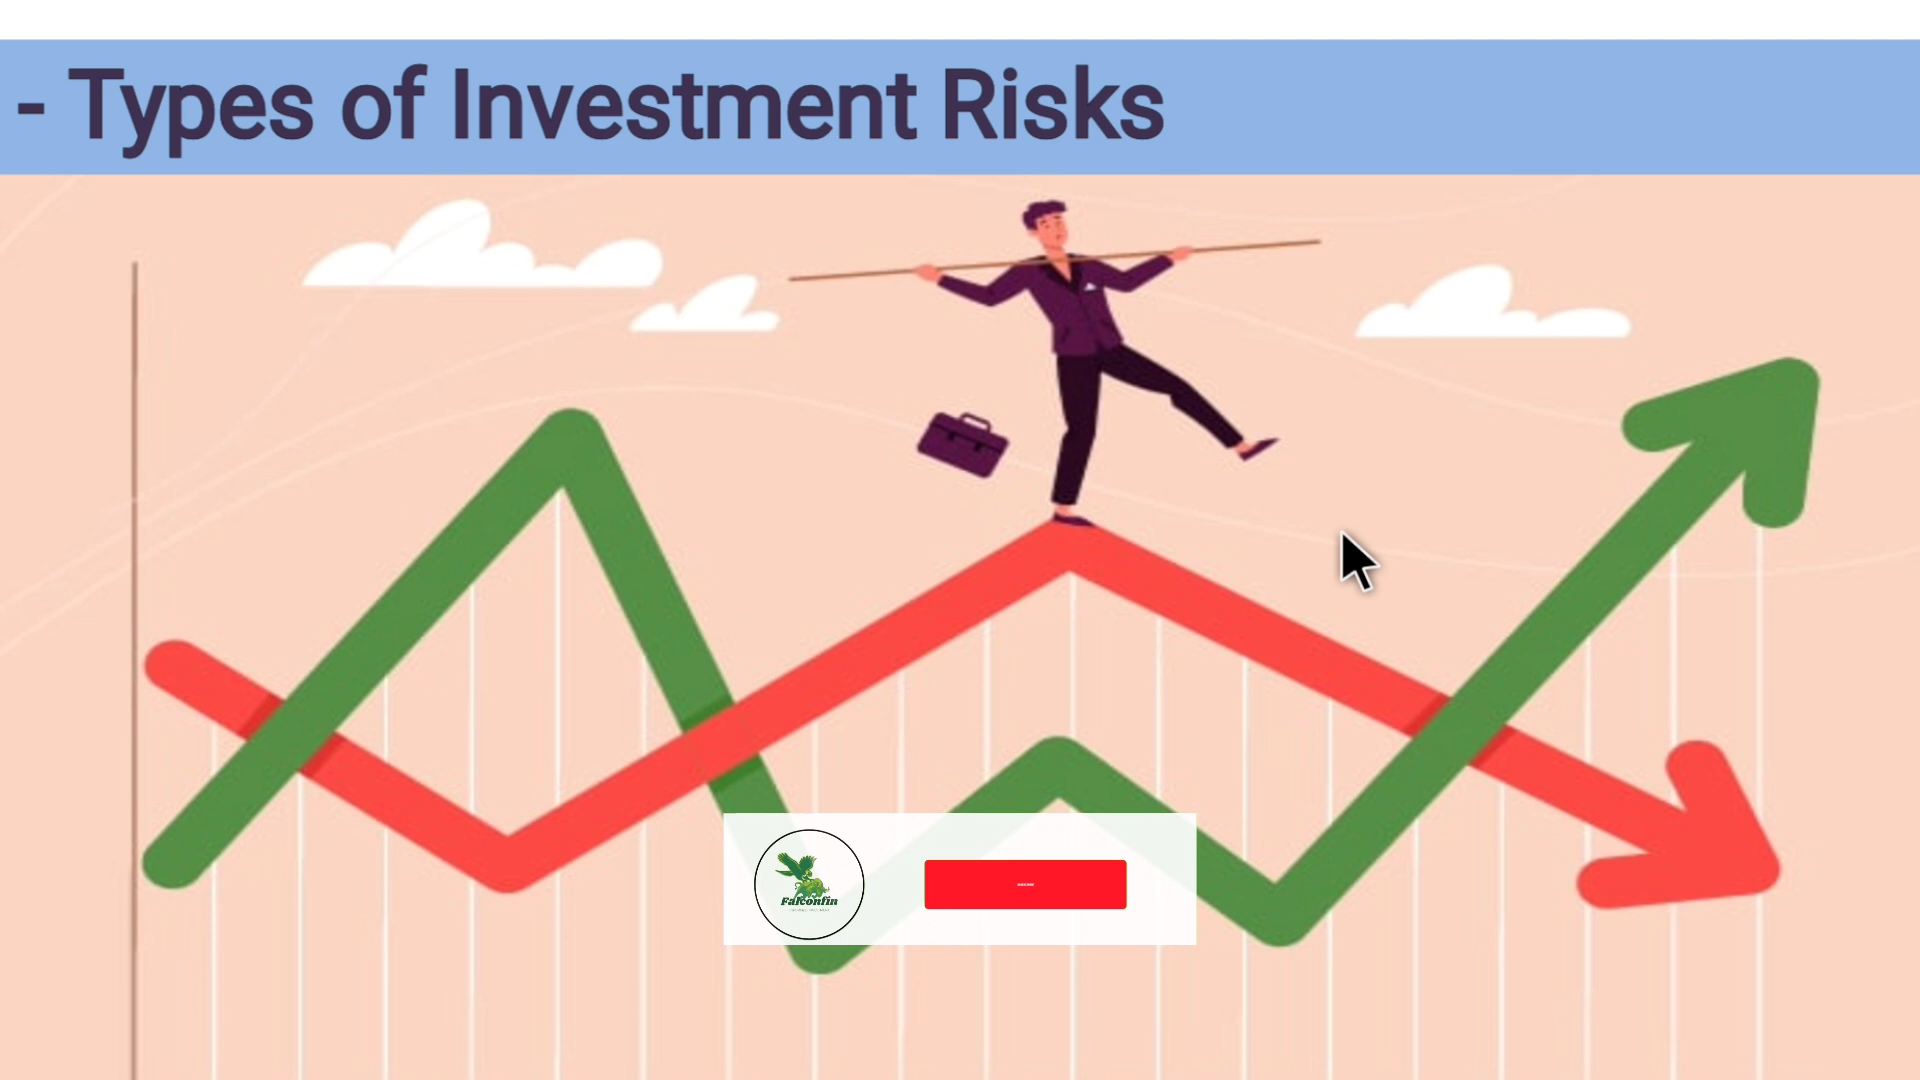 - Types of Investment Risks
Falconfin